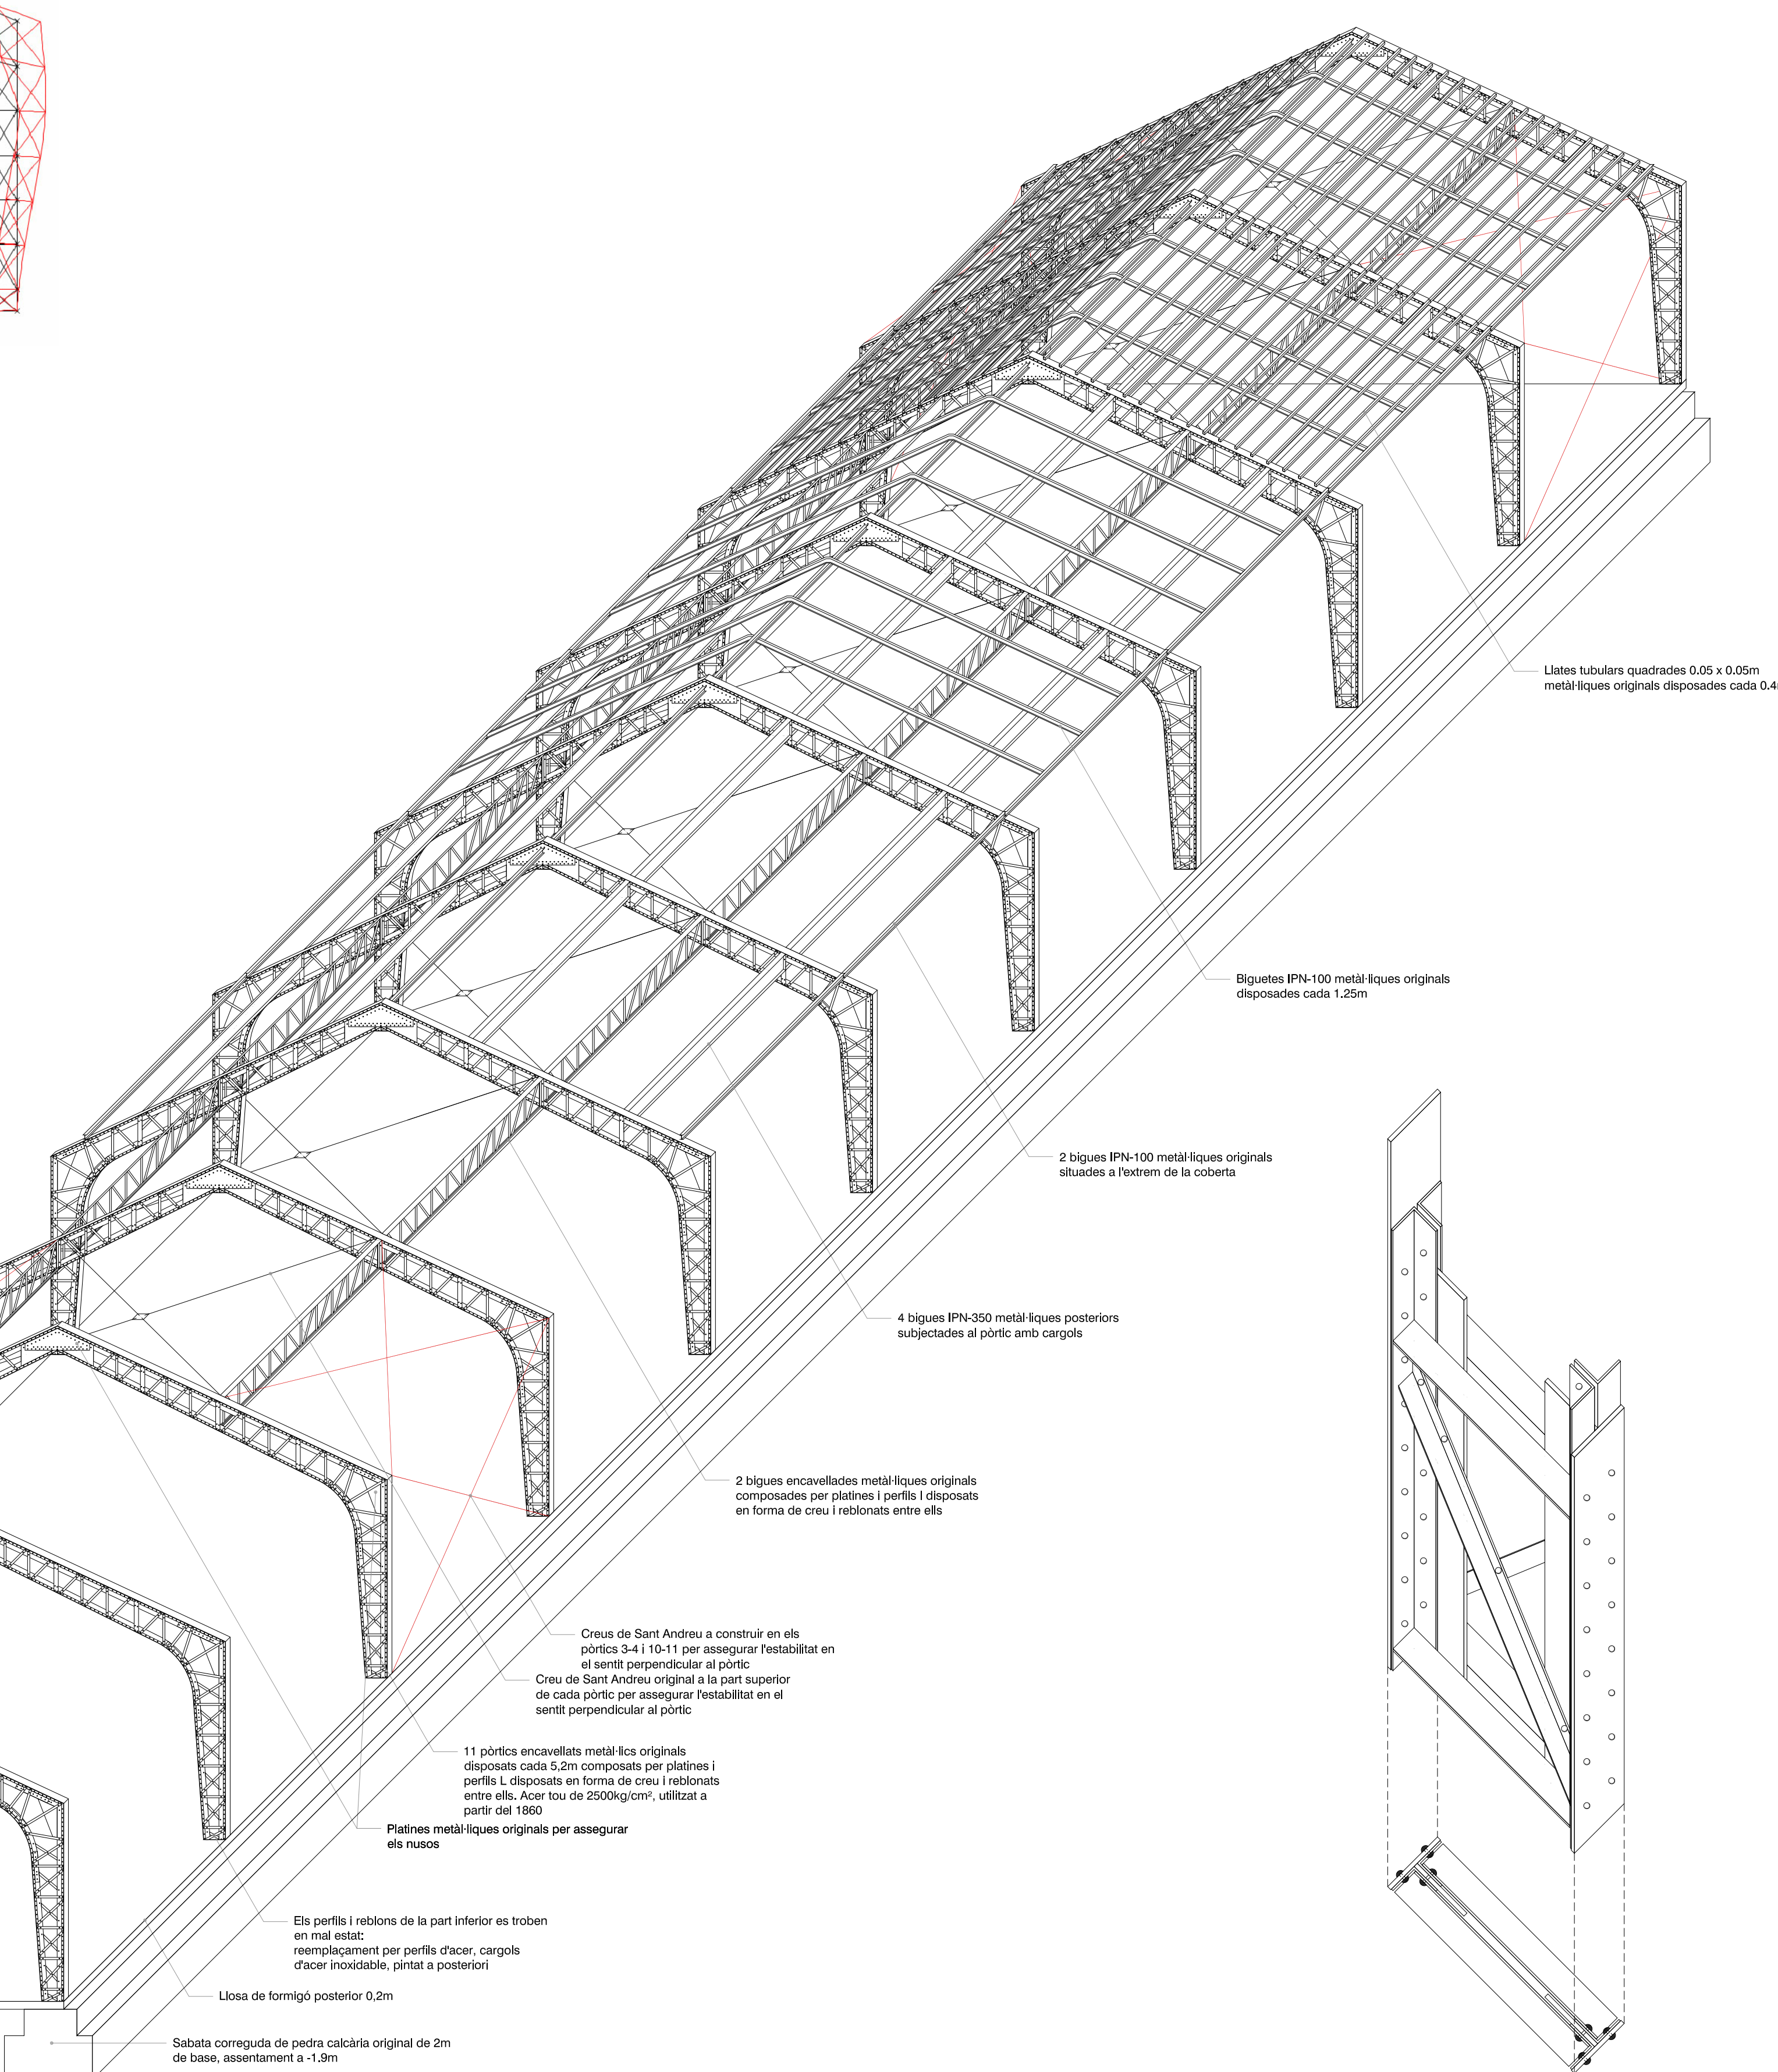 Llates tubulars quadrades 0.05 x 0.05m
metàl·liques originals disposades cada
Biguetes IPN-100 metàl·liques originals
disposades cada 1.25m
2 bigues IPN-100 metàl·liques originals
situades a l'extrem de la coberta
4 bigues IPN-350 metàl·liques posteriors
subjectades al pòrtic amb cargols
2 bigues encavellades metàl·liques originals
composades per platines i perfils l disposats
en forma de creu i reblonats entre ells
Creus de Sant Andreu a construir en els
pòrtics 3-4 i 10-11 per assegurar l'estabilitat en
el sentit perpendicular al pòrtic
Creu de Sant Andreu original a la part superior
de cada pòrtic per assegurar l'estabilitat en el
sentit perpendicular al pòrtic
11 pòrtics encavellats metàl·lics originals
disposats cada 5,2m composats per platines i
perfils L disposats en forma de creu i reblonats
entre ells. Acer tou de 2500kg/cm², utilitzat a
partir del 1860
Platines metàl·liques originals per assegurar
els nusos
Els perfils i reblons de la part inferior es troben
en mal estat:
reemplaçament per perfils d'acer, cargols
d'acer inoxidable, pintat a posteriori
Llosa de formigó posterior 0,2m
Sabata correguda de pedra calcària original de 2m
de base, assentament a -1.9m